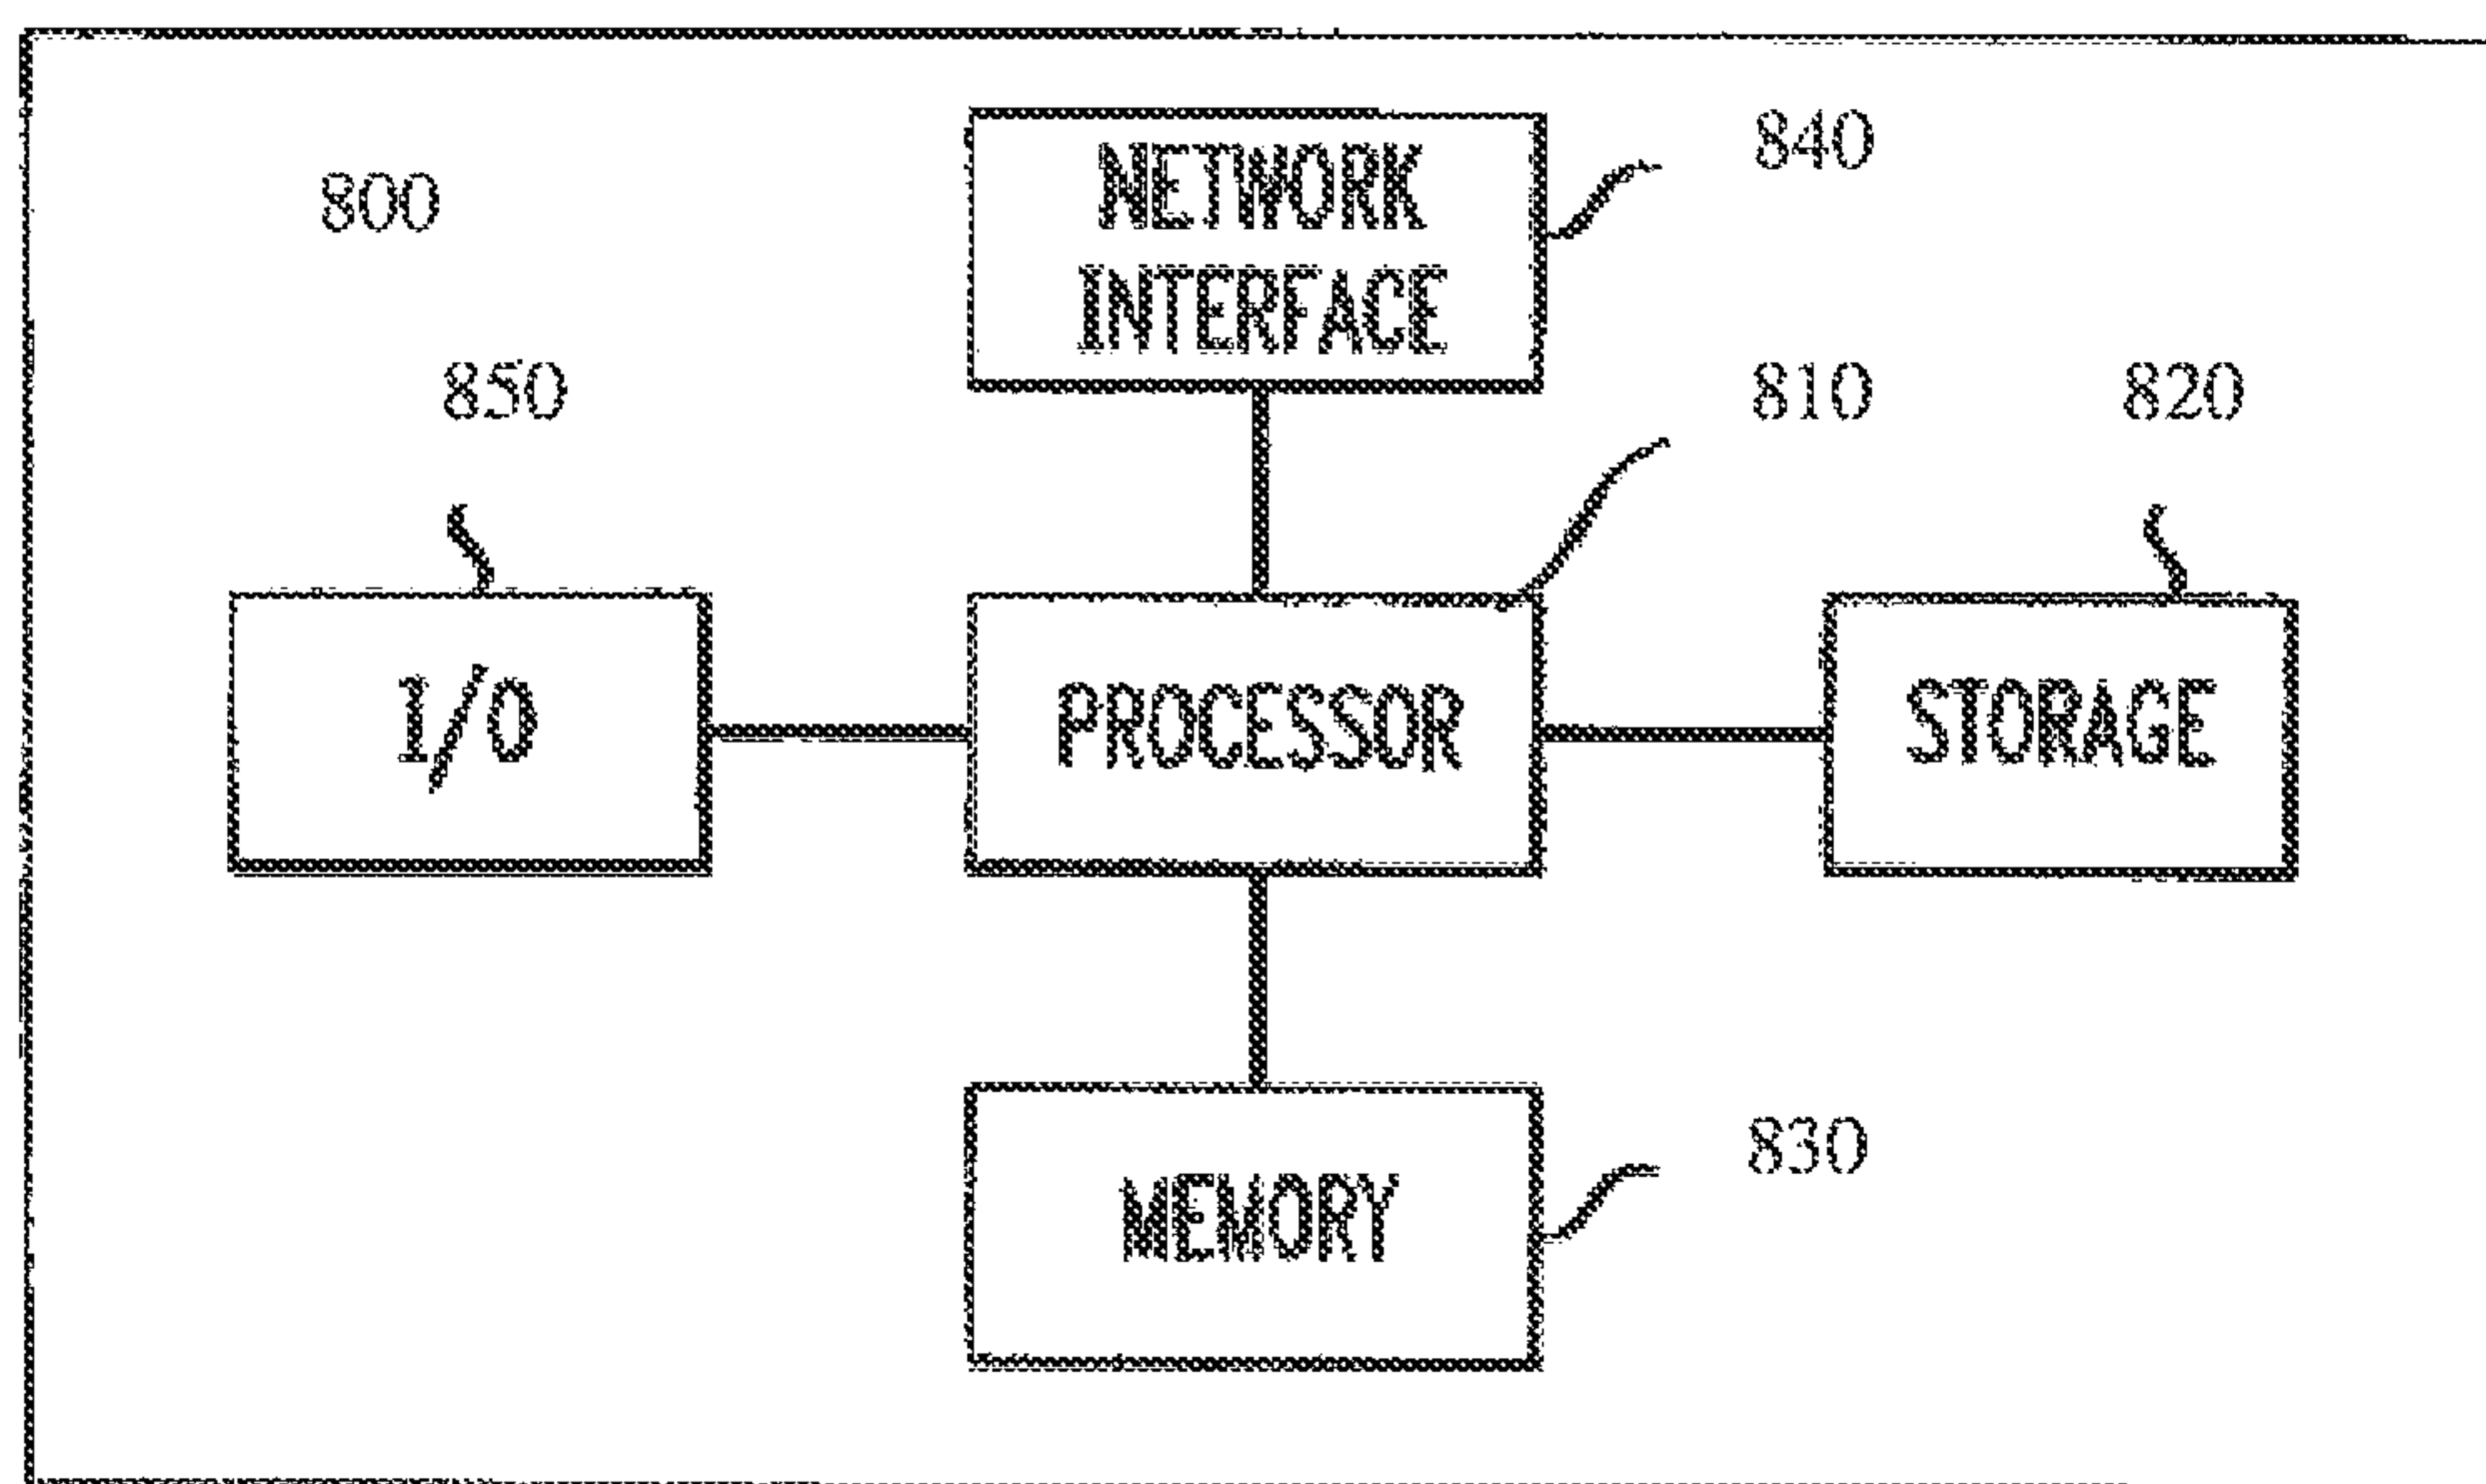 840
NETWORK
800
INTERFACE
850
810
820
I/O
PROCESSOR
STORAGE
830
MEMORY